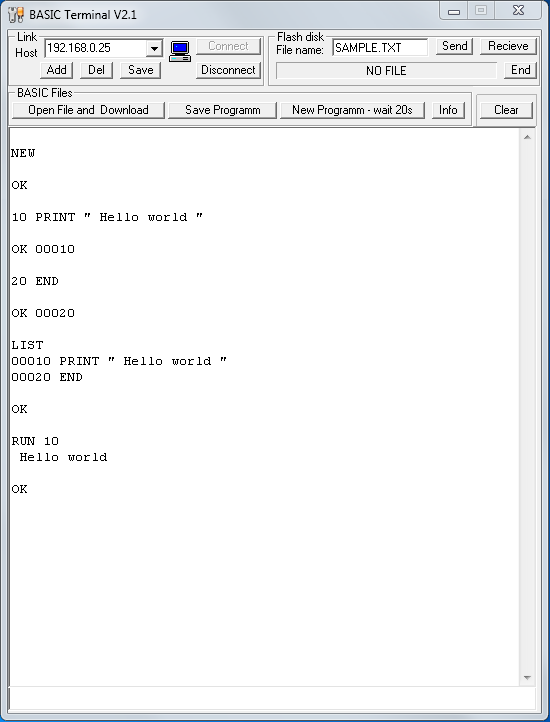 BASIC Terminal V2.1
Link
Host 192.168.0.25 Connect
Add Del Save Disconnect
Flash disk
File name: SAMPLE.TXT Send Recieve
NO FILE End
BASIC Files
Open File and Download Save Programm New Programm - wait 20s Info Clear
NEW
OK
10 PRINT " Hello world "
OK 00010
20 END
OK 00020
LIST
00010 PRINT " Hello world "
00020 END
OK
RUN 10
Hello world
OK